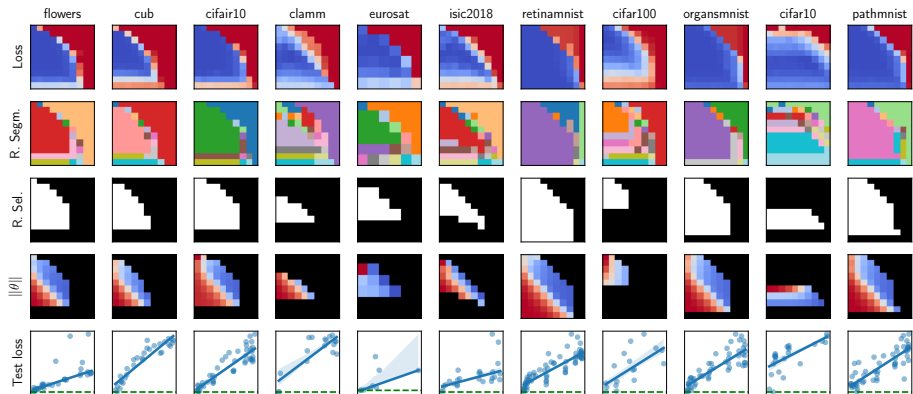 flowers cub cifair10 clamm eurosat isic2018 retinamnist cifar100 organsmnist cifar10 pathmnist
Loss
R. Segm.
R. Sel.
||θ||
Test loss